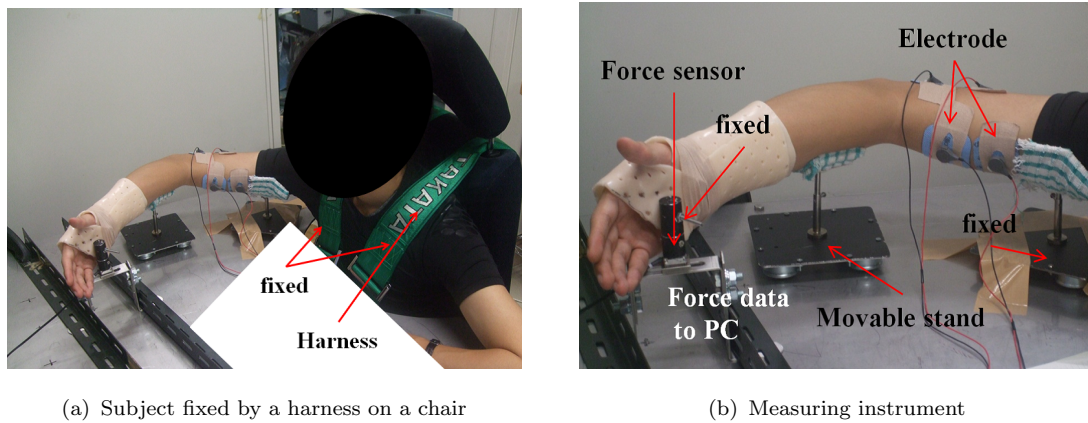 TAKATA
fixed
Harness
Electrode
Force sensor
fixed
fixed
Force data
to PC
Movable stand
(a) Subject fixed by a harness on a chair
(b) Measuring instrument